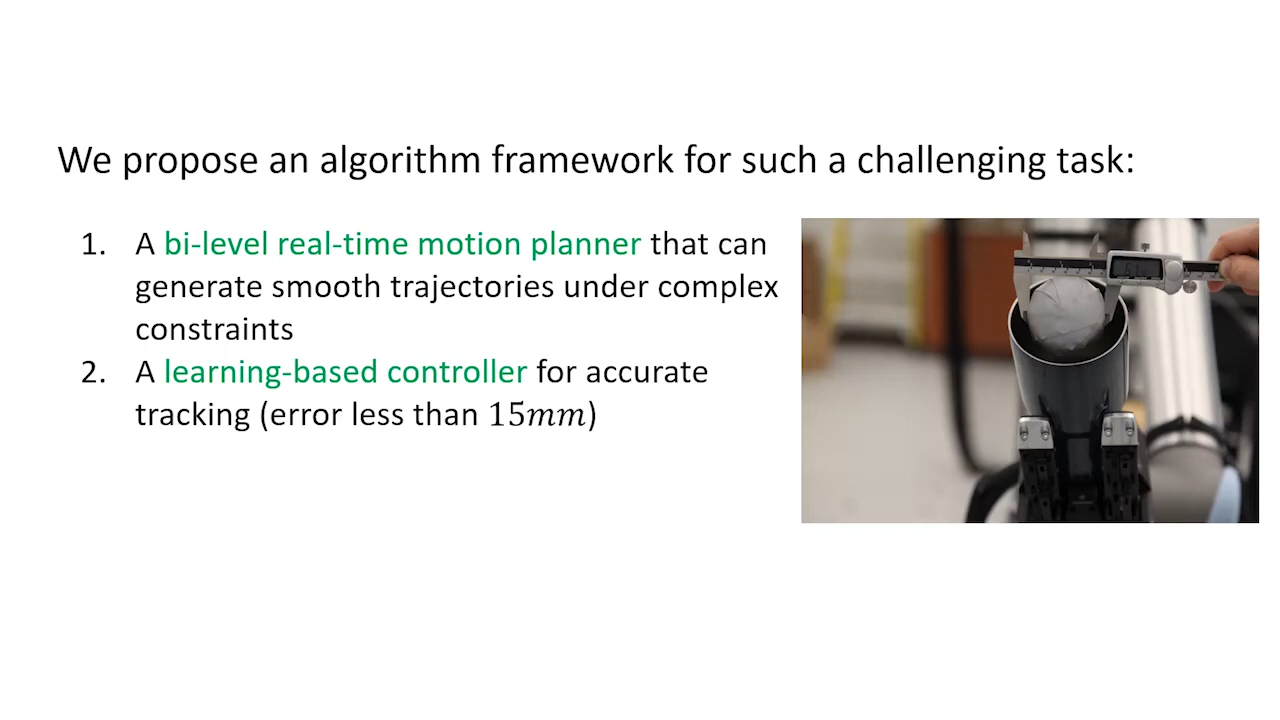 We propose an algorithm framework for such a challenging task:
1. A bi-level real-time motion planner that can
generate smooth trajectories under complex
constraints
2. A learning-based controller for accurate
tracking (error less than 15mm)